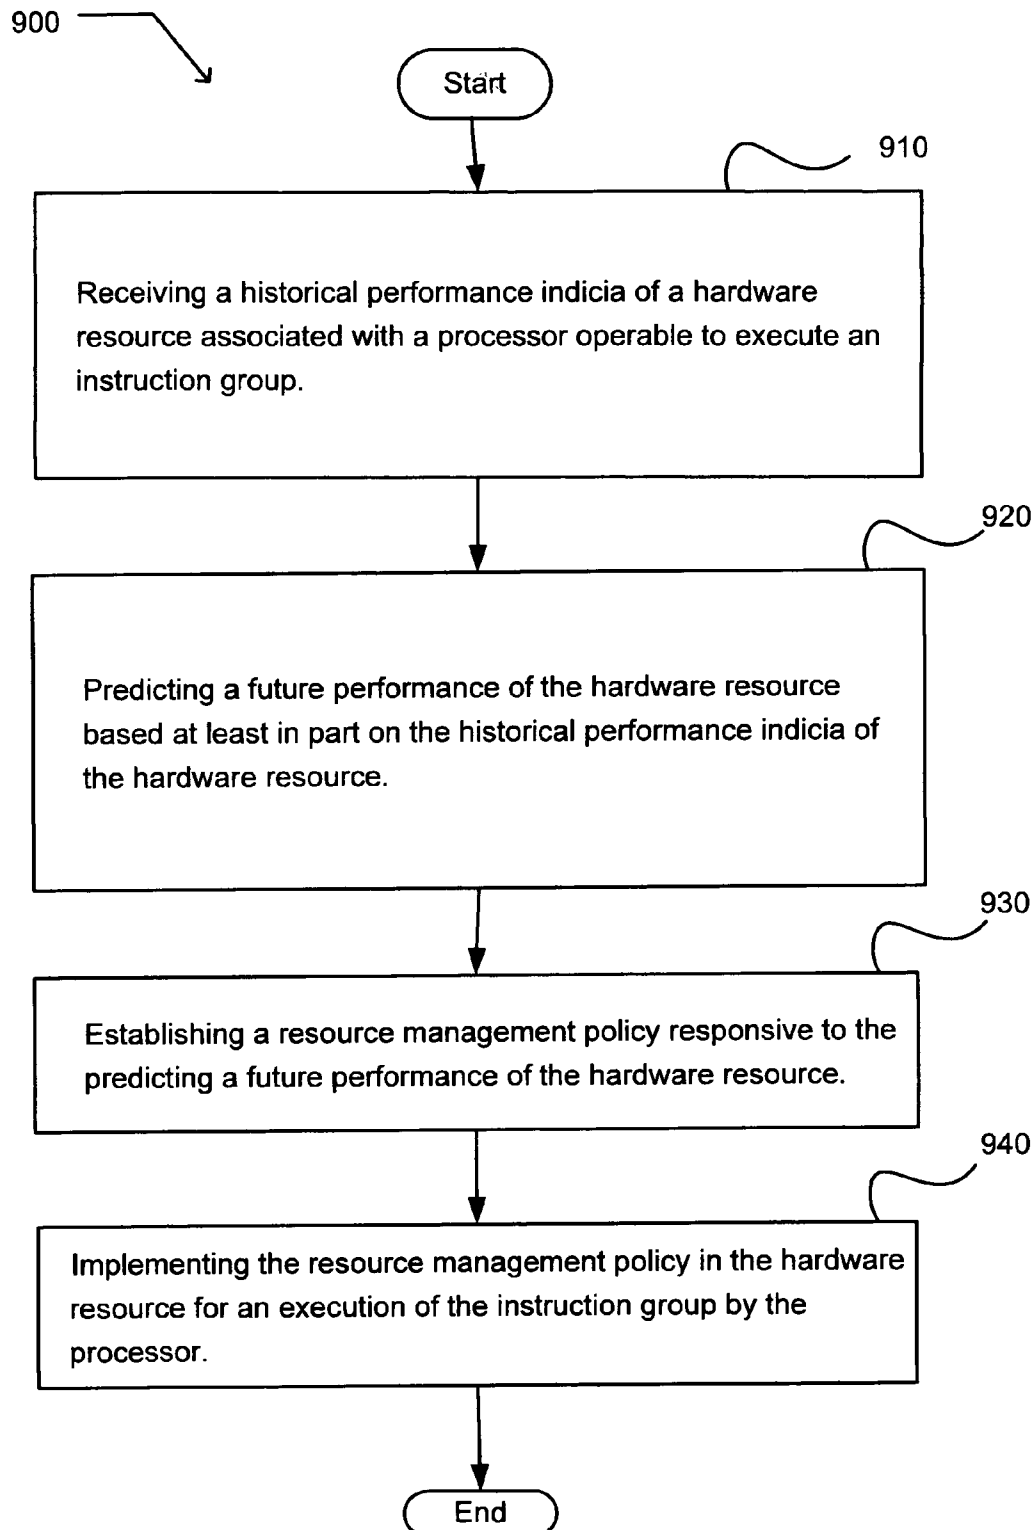 900
Start
910
Receiving a historical performance indicia of a hardware
resource associated with a processor operable to execute an
instruction group.
920
Predicting a future performance of the hardware resource
based at least in part on the historical performance indicia of
the hardware resource.
930
Establishing a resource management policy responsive to the
predicting a future performance of the hardware resource.
940
Implementing the resource management policy in the hardware
resource for an execution of the instruction group by the
processor.
End